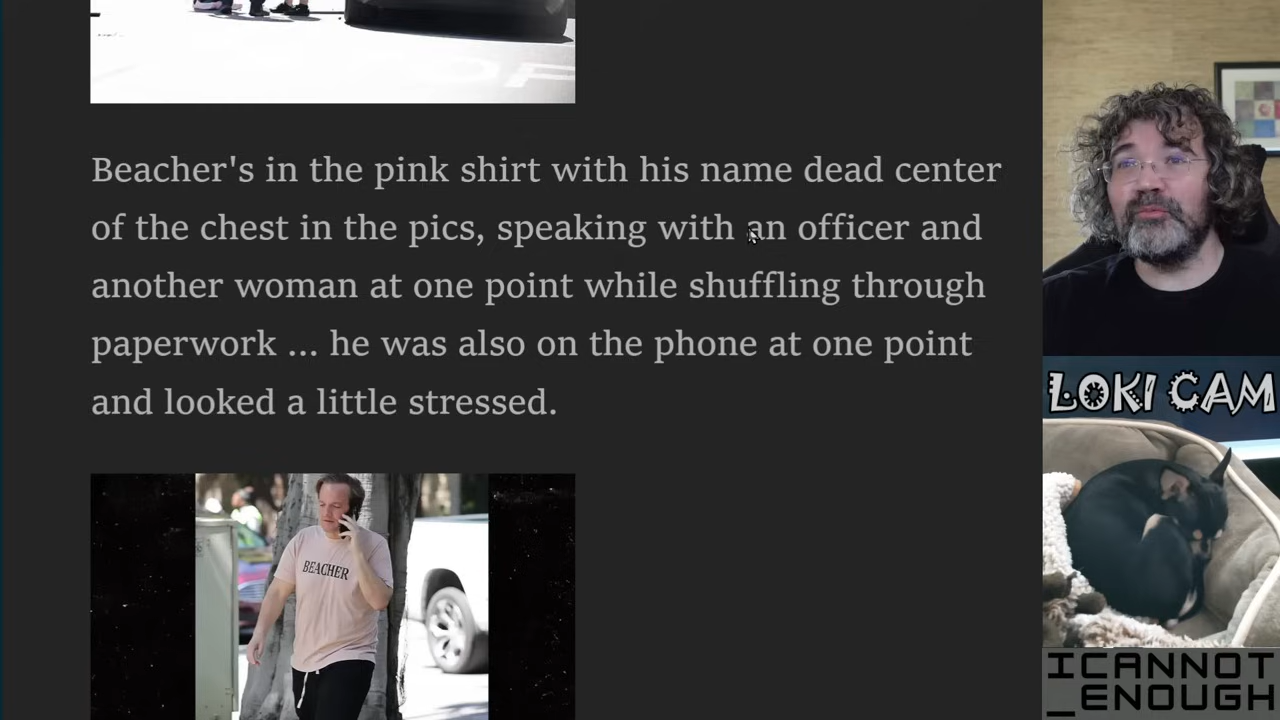 Beacher's in the pink shirt with his name dead center
of the chest in the pics, speaking with an officer and
another woman at one point while shuffling through
paperwork ... he was also on the phone at one point
and looked a little stressed.
BEACHER
LOKI CAM
ICANNOT
_ENOUGH